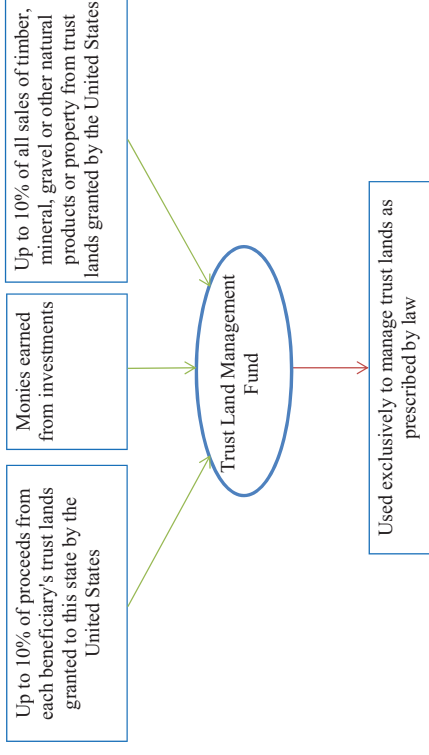 Up to 10% of proceeds from
each beneficiary's trust lands
granted to this state by the
United States
Monies earned
from investments
Up to 10% of all sales of timber,
mineral, gravel or other natural
products or property from trust
lands granted by the United States
Trust Land Management
Fund
Used exclusively to manage trust lands as
prescribed by law